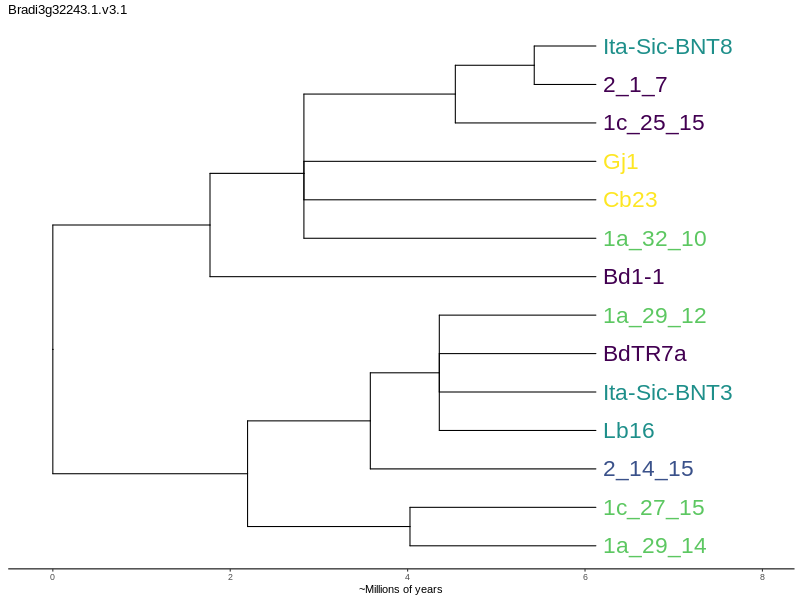 Bradi3g32243.1.v3.1
Ita-Sic-BNT8
2_1_7
1c_25_15
Gj1
Cb23
1a_32_10
Bd1-1
1a_29_12
BdTR7a
Ita-Sic-BNT3
Lb16
2_14_15
1c_27_15
1a_29_14
0 2 4 6 8
~Millions of years